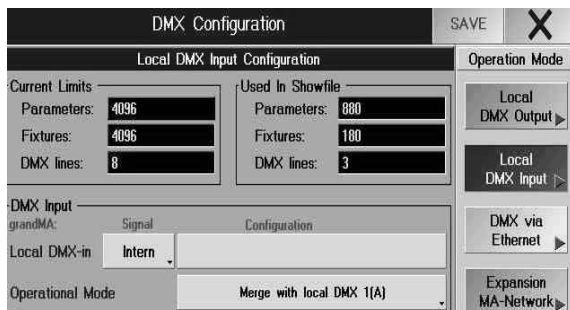 DMX Configuration
SAVE
X
Local DMX Input Configuration
Operation Mode
Current Limits
Used In Showfile
Parameters: 4096
Parameters: 880
Fixtures: 4096
Fixtures: 180
DMX lines: 8
DMX lines: 3
Local
DMX Output
Local
DMX Input
DMX via
Ethernet
Expansion
MA-Network
DMX Input
grandMA: Signal Configuration
Local DMX-in Intern
Operational Mode Merge with local DMX 1(A)